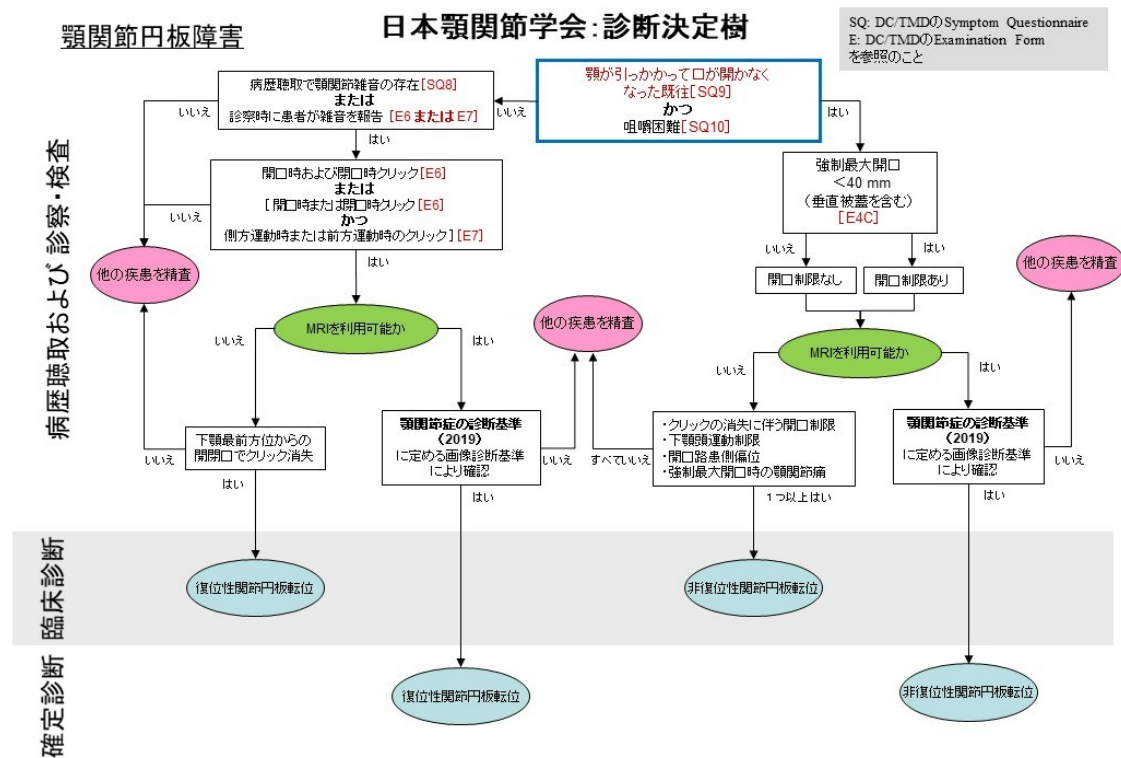 顎関節円板障害
日本顎関節学会：診断決定樹
SQ: DC/TMDのSymptom Questionnaire
E: DC/TMDのExamination Form
を参照のこと
病歴聴取および 診察・検査
病歴聴取で顎関節雑音の存在[SQ8]
または
診察時に患者が雑音を報告 [E6 またはE7]
いいえ
はい
いいえ
顎が引っかかって口が開かなく
なった既往[SQ9]
かつ
咀嚼困難[SQ10]
はい
開口時および閉口時クリック[E6]
または
[ 開口時または閉口時クリック [E6]
かつ
側方運動時または前方運動時のクリック] [E7]
いいえ
はい
強制最大開口
＜40 mm
（垂直被蓋を含む）
[E4C]
いいえ
はい
開口制限なし
開口制限あり
他の疾患を精査
他の疾患を精査
他の疾患を精査
MRIを利用可能か
いいえ
はい
MRIを利用可能か
いいえ
はい
下顎最前方位からの
開閉口でクリック消失
いいえ
はい
顎関節症の診断基準
（2019）
に定める画像診断基準
により確認
いいえ
はい
・クリックの消失に伴う開口制限
・下顎頭運動制限
・開口路患側偏位
・強制最大開口時の顎関節痛
すべていいえ
1つ以上はい
顎関節症の診断基準
（2019）
に定める画像診断基準
により確認
いいえ
はい
臨床診断
復位性関節円板転位
非復位性関節円板転位
確定診断
復位性関節円板転位
非復位性関節円板転位